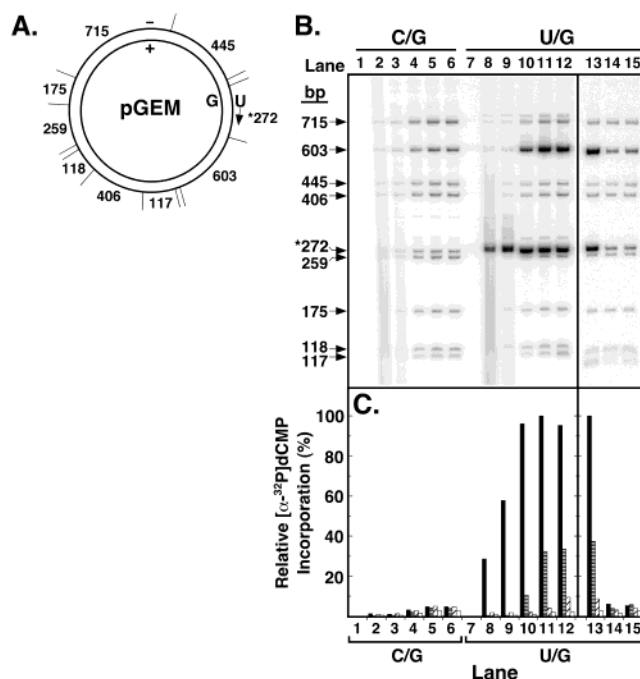 A.
715
−
+
445
175
pGEM
G
U
*272
259
118
406
117
603
B.
C/G
U/G
Lane
1 2 3 4 5 6 7 8 9 10 11 12 13 14 15
bp
715
603
445
406
*272
259
175
118
117
C.
Relative [α-³²P]dCMP
Incorporation (%)
100
80
60
40
20
1 2 3 4 5 6 7 8 9 10 11 12 13 14 15
C/G
U/G
Lane